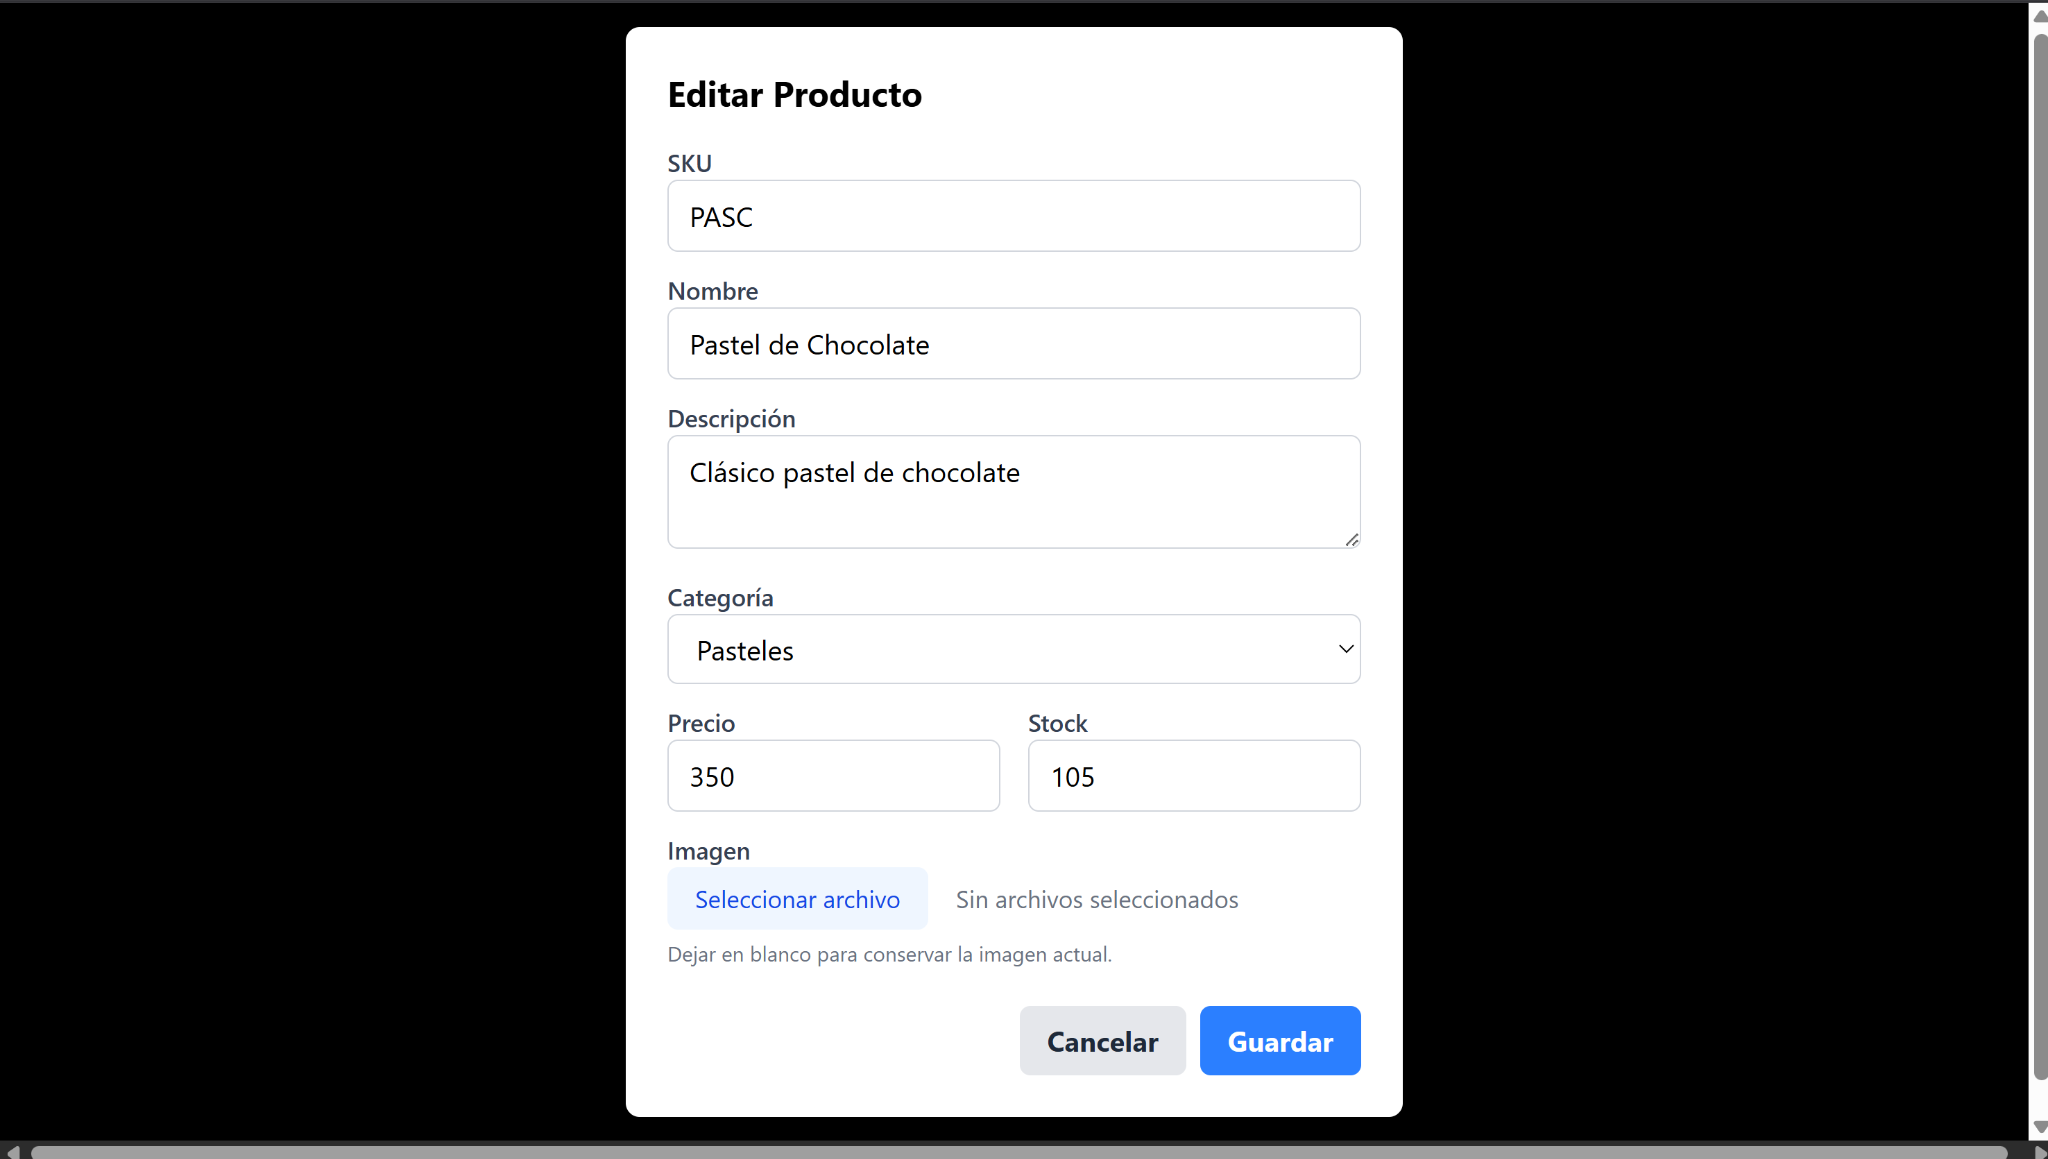 Editar Producto
SKU
PASC
Nombre
Pastel de Chocolate
Descripción
Clásico pastel de chocolate
Categoría
Pasteles
Precio
Stock
350
105
Imagen
Seleccionar archivo
Sin archivos seleccionados
Dejar en blanco para conservar la imagen actual.
Cancelar
Guardar